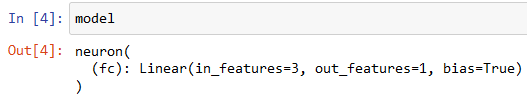 In [4]: model
Out[4]: neuron(
(fc): Linear(in_features=3, out_features=1, bias=True)
)